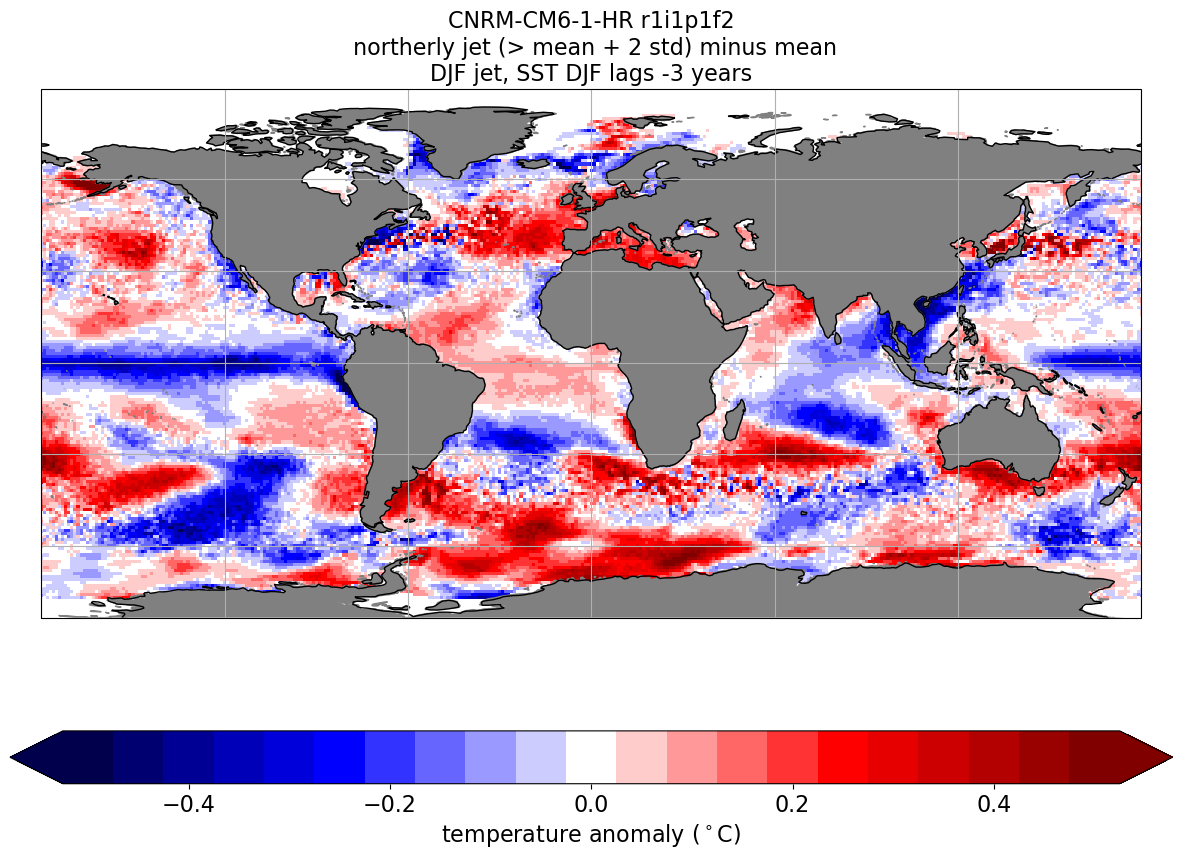 CNRM-CM6-1-HR r1i1p1f2
northerly jet (> mean + 2 std) minus mean
DJF jet, SST DJF lags -3 years
−0.4 −0.2 0.0 0.2 0.4
temperature anomaly (°C)